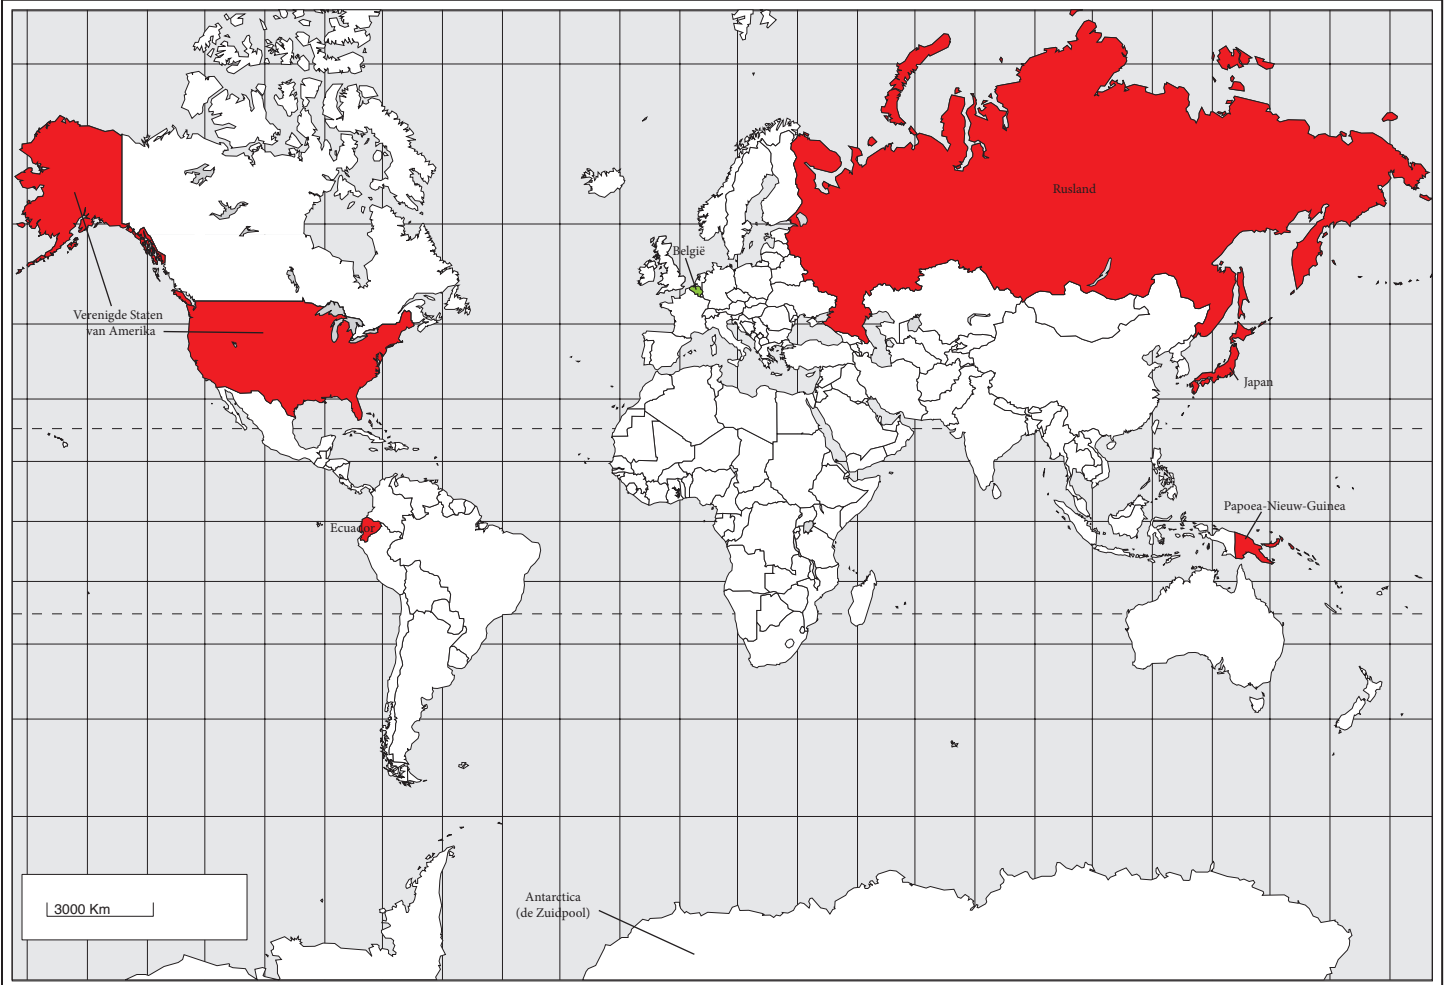 Rusland
België
Verenigde Staten
van Amerika
Japan
Papoea-Nieuw-Guinea
Ecuador
Antarctica
(de Zuidpool)
3000 Km